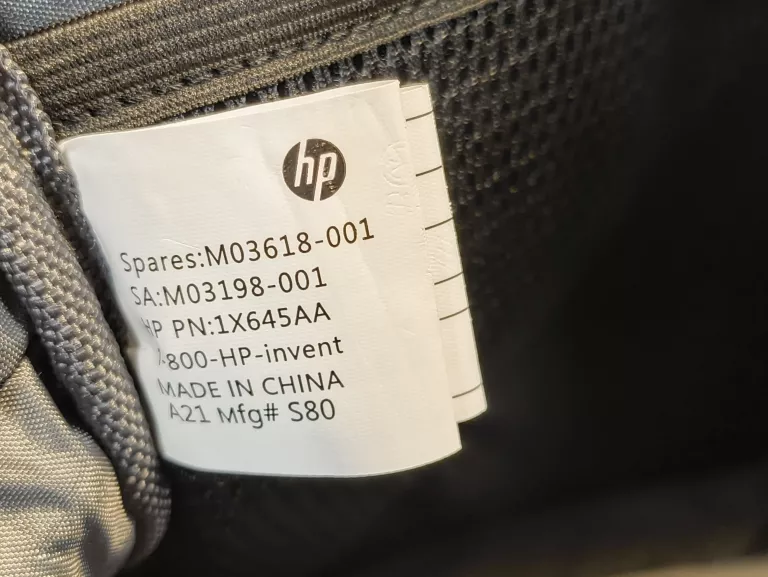 hp
Spares:M03618-001
SA:M03198-001
HP PN:1X645AA
-800-HP-invent
MADE IN CHINA
A21 Mfg# S80